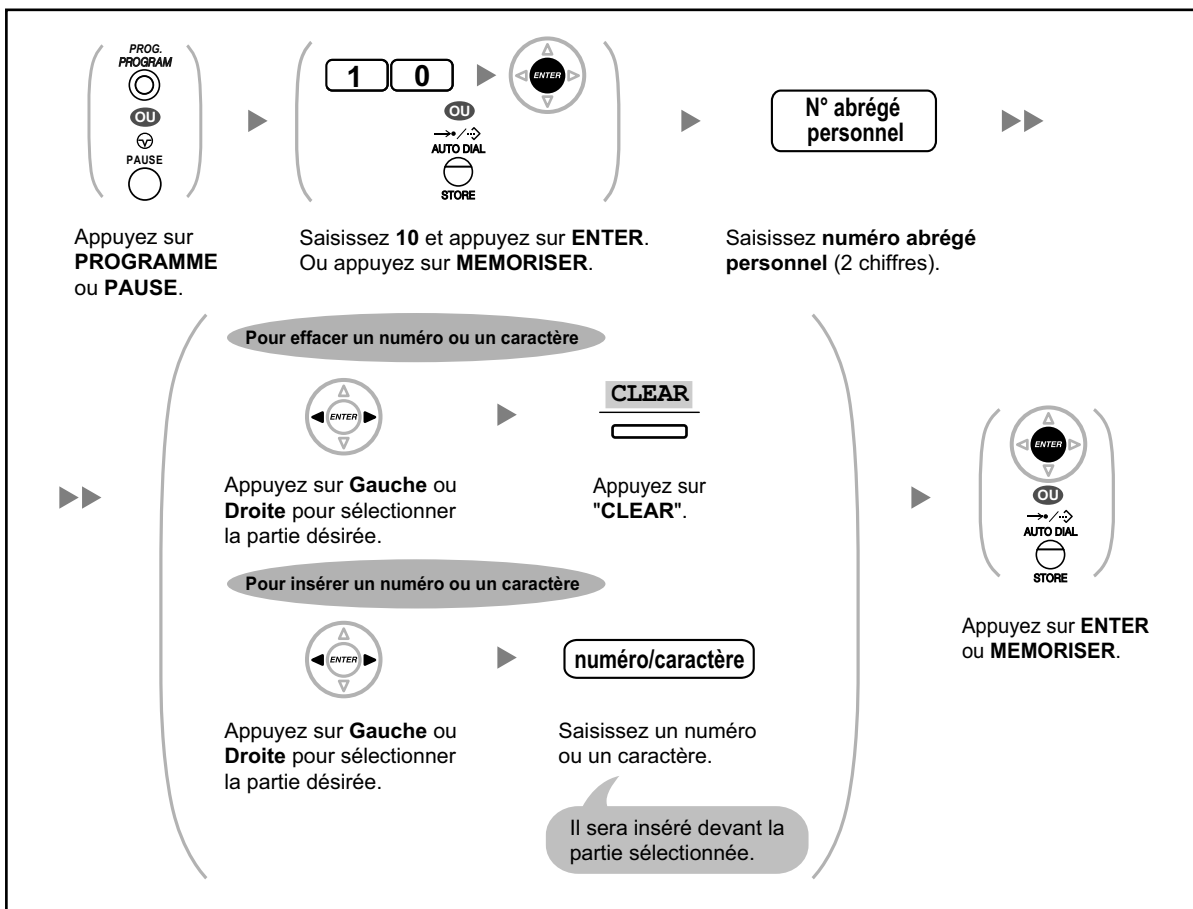 PROG.
PROGRAM
OU
PAUSE
1 0
ENTER
OU
AUTO DIAL
STORE
N° abrégé
personnel
Appuyez sur
PROGRAMME
ou PAUSE.
Saisissez 10 et appuyez sur ENTER.
Ou appuyez sur MEMORISER.
Saisissez numéro abrégé
personnel (2 chiffres).
Pour effacer un numéro ou un caractère
ENTER
CLEAR
Appuyez sur Gauche ou
Droite pour sélectionner
la partie désirée.
Appuyez sur
"CLEAR".
Pour insérer un numéro ou un caractère
ENTER
numéro/caractère
Appuyez sur Gauche ou
Droite pour sélectionner
la partie désirée.
Saisissez un numéro
ou un caractère.
Il sera inséré devant la
partie sélectionnée.
ENTER
OU
AUTO DIAL
STORE
Appuyez sur ENTER
ou MEMORISER.